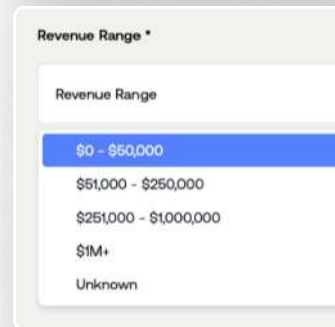 Revenue Range *
Revenue Range
$0 - $50,000
$51,000 - $250,000
$251,000 - $1,000,000
$1M+
Unknown